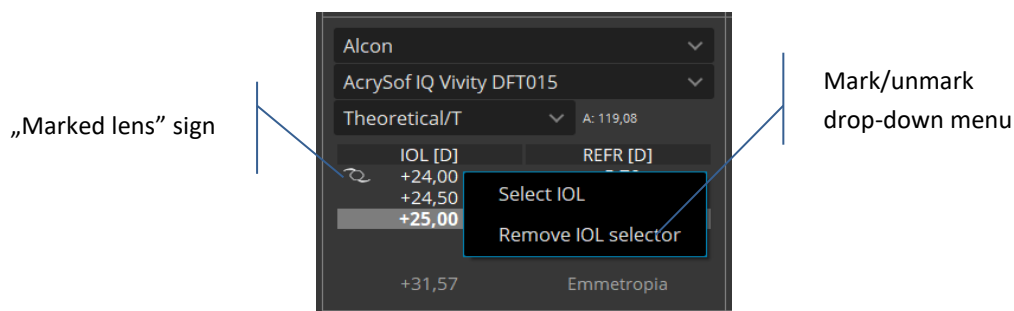 Alcon
AcrySof IQ Vivity DFT015
Theoretical/T A: 119,08
„Marked lens” sign
IOL [D] REFR [D]
+24,00
+24,50
+25,00
Select IOL
Remove IOL selector
+31,57 Emmetropia
Mark/unmark
drop-down menu